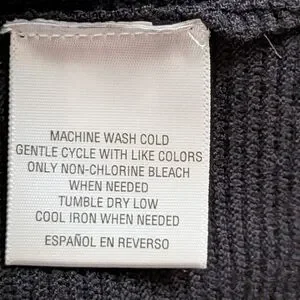 MACHINE WASH COLD
GENTLE CYCLE WITH LIKE COLORS
ONLY NON-CHLORINE BLEACH
WHEN NEEDED
TUMBLE DRY LOW
COOL IRON WHEN NEEDED
ESPAÑOL EN REVERSO